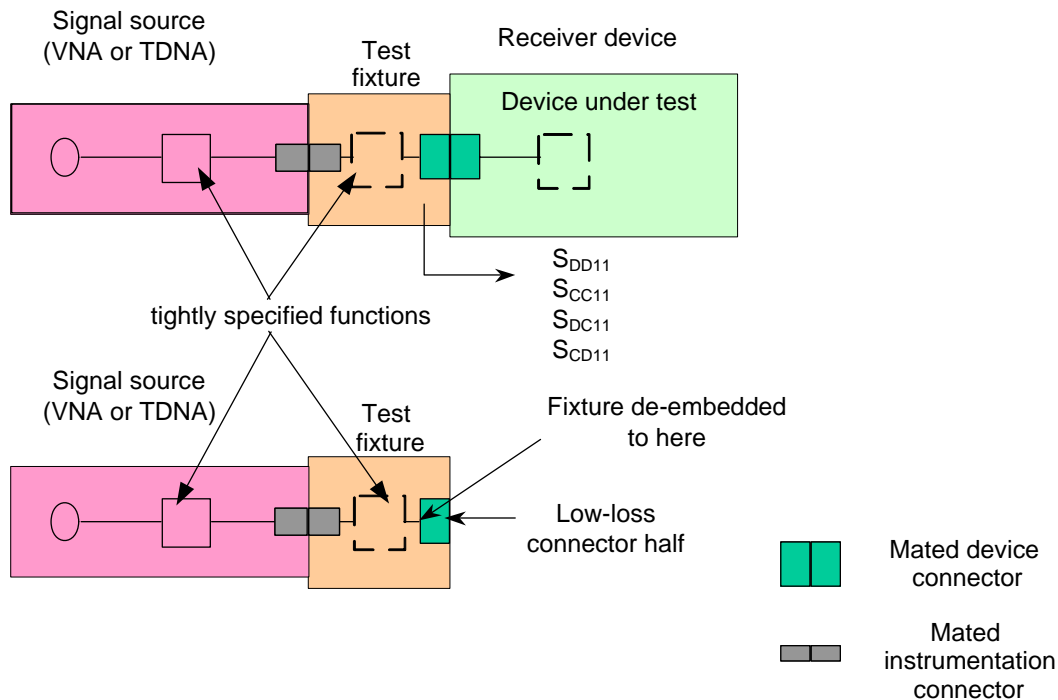 Signal source
(VNA or TDNA)
Test
fixture
Receiver device
Device under test
S_DD11
S_CC11
S_DC11
S_CD11
tightly specified functions
Signal source
(VNA or TDNA)
Test
fixture
Fixture de-embedded
to here
Low-loss
connector half
Mated device
connector
Mated
instrumentation
connector